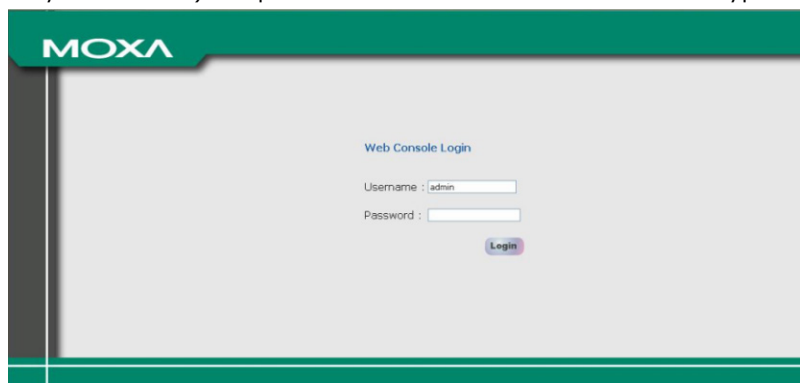 MOXA
Web Console Login
Username : admin
Password :
Login